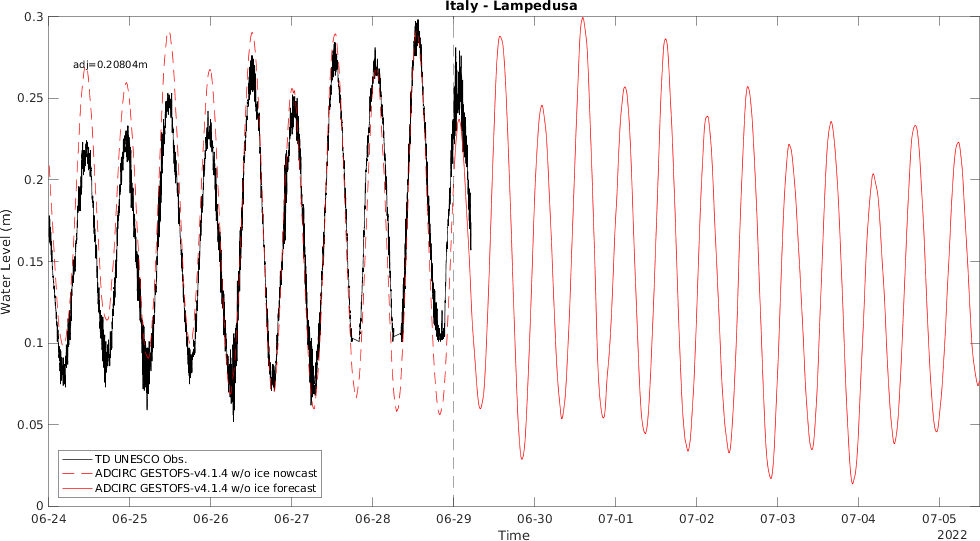 Italy - Lampedusa
0.3
adj=0.20804m
0.25
0.2
0.15
0.1
0.05
0
Water Level (m)
TD UNESCO Obs.
ADCIRC GESTOFS-v4.1.4 w/o ice nowcast
ADCIRC GESTOFS-v4.1.4 w/o ice forecast
06-24 06-25 06-26 06-27 06-28 06-29 06-30 07-01 07-02 07-03 07-04 07-05
Time
2022